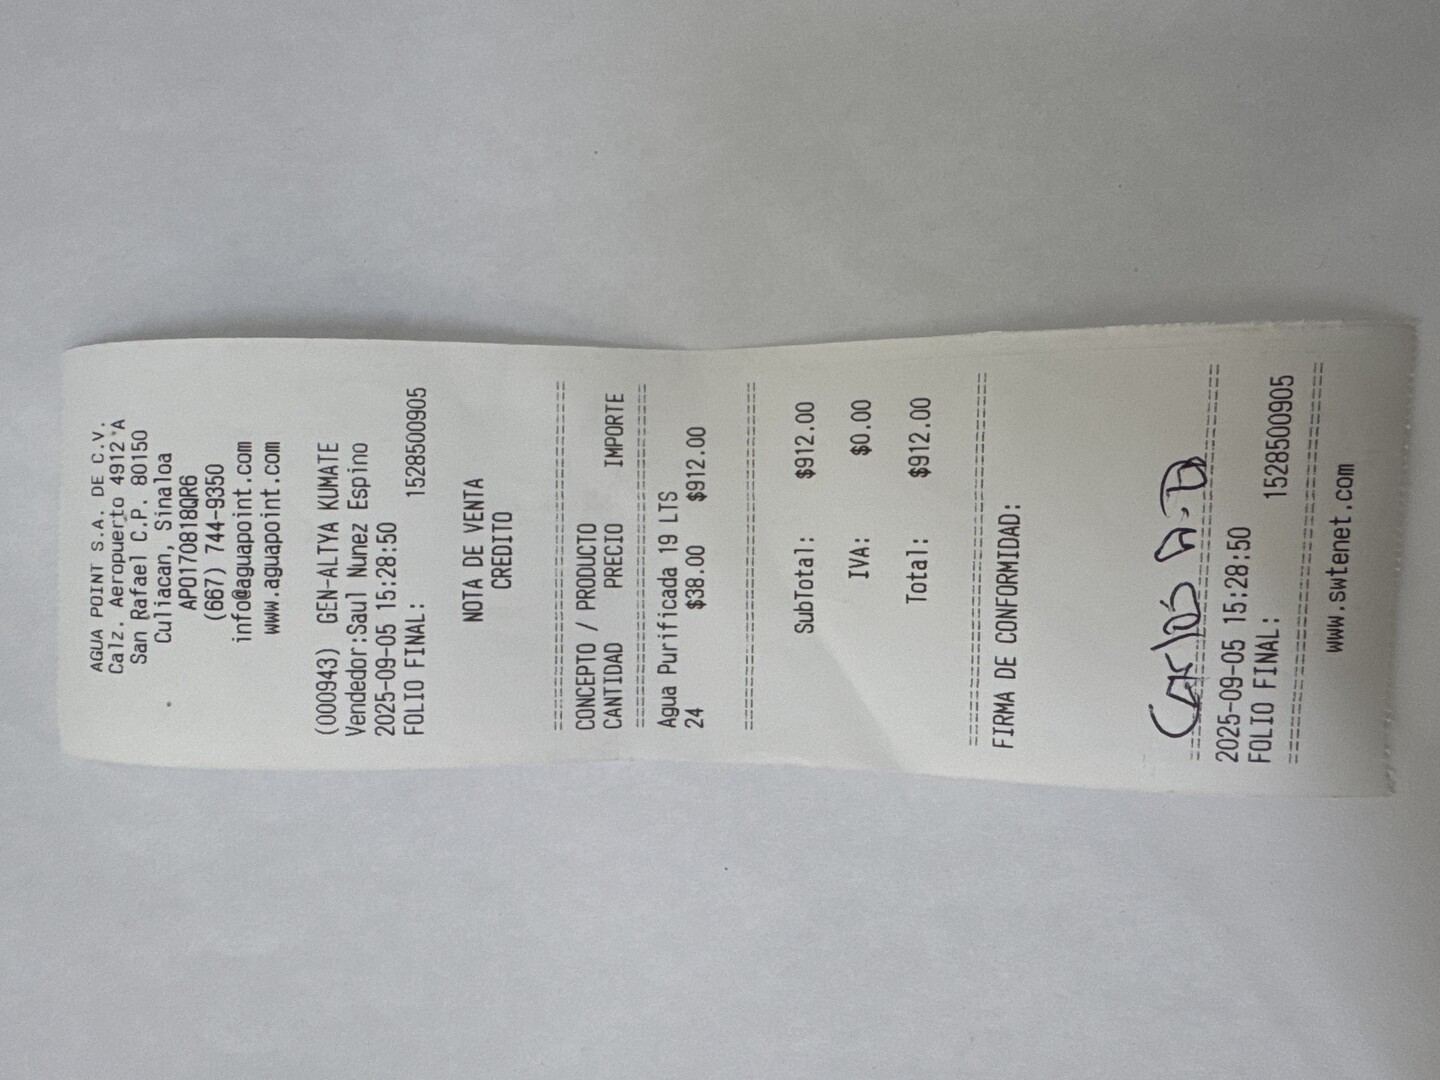 AGUA POINT S.A. DE C.V.
Calz. Aeropuerto 4912 'A
San Rafael C.P. 80150
Culiacan, Sinaloa
APO170818QR6
(667) 744-9350
info@aguapoint.com
www.aguapoint.com
(000943) GEN-ALTYA KUMATE
Vendedor:Saul Nunez Espino
2025-09-05 15:28:50
FOLIO FINAL: 1528500905
NOTA DE VENTA
CREDITO
==============================
CONCEPTO / PRODUCTO
CANTIDAD PRECIO IMPORTE
==============================
Agua Purificada 19 LTS
24 $38.00 $912.00
==============================
SubTotal: $912.00
IVA: $0.00
Total: $912.00
==============================
FIRMA DE CONFORMIDAD:
Carlos
==============================
2025-09-05 15:28:50
FOLIO FINAL: 1528500905
==============================
www.swtenet.com